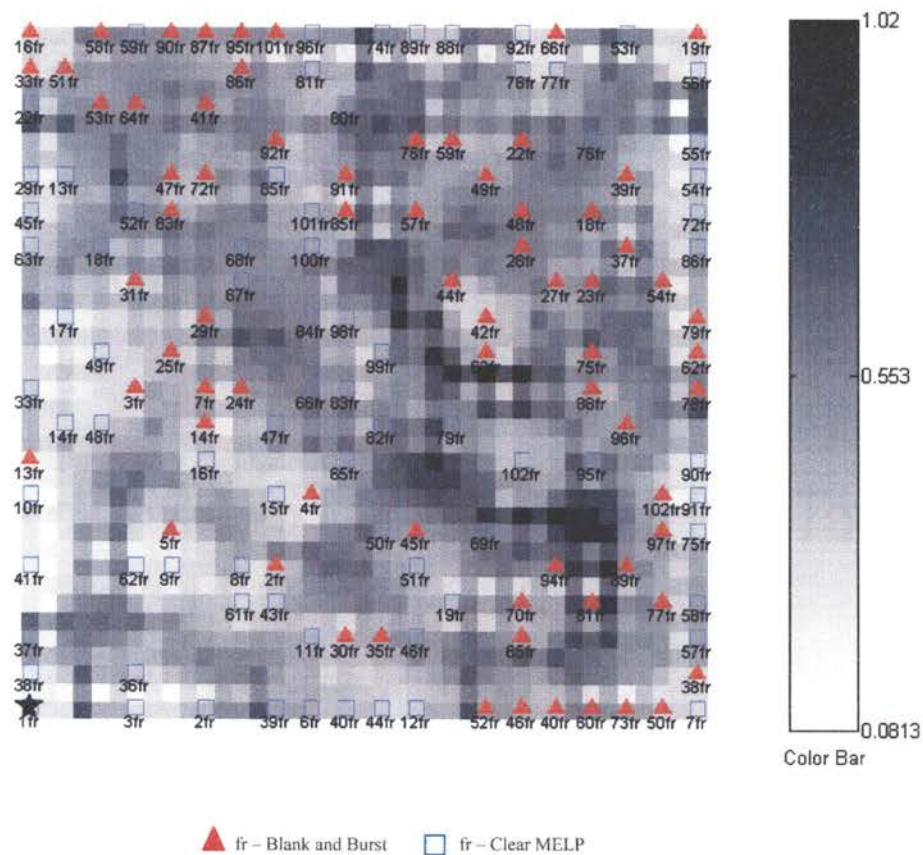 1.02
16fr 58fr 59fr 90fr 87fr 95fr 101fr 96fr 74fr 89fr 88fr 92fr 66fr 53fr 19fr
33fr 51fr 86fr 81fr 78fr 77fr 56fr
22fr 53fr 64fr 41fr 80fr
92fr 78fr 59fr 22fr 76fr 55fr
29fr 13fr 47fr 72fr 85fr 91fr 49fr 39fr 54fr
45fr 52fr 83fr 101fr 85fr 57fr 48fr 18fr 72fr
63fr 18fr 68fr 100fr 26fr 37fr 86fr
31fr 67fr 44fr 27fr 23fr 54fr
17fr 29fr 84fr 98fr 42fr 79fr
49fr 25fr 99fr 75fr 62fr
0.553
33fr 3fr 7fr 24fr 66fr 83fr 88fr
14fr 48fr 14fr 47fr 82fr 79fr 96fr
13fr 16fr 65fr 102fr 95fr 90fr
10fr 15fr 4fr 102fr 91fr
5fr 50fr 45fr 69fr 97fr 75fr
41fr 62fr 9fr 8fr 2fr 51fr 94fr 89fr
61fr 43fr 19fr 70fr 81fr 77fr 58fr
37fr 11fr 30fr 35fr 46fr 65fr 57fr
38fr 36fr 38fr
1fr 3fr 2fr 39fr 6fr 40fr 44fr 12fr 52fr 46fr 40fr 60fr 73fr 50fr 7fr
0.0813
Color Bar
fr – Blank and Burst fr – Clear MELP